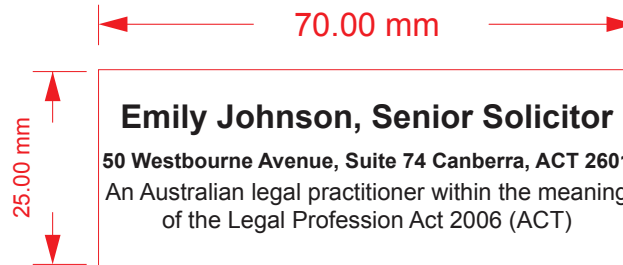 70.00 mm
25.00 mm
Emily Johnson, Senior Solicitor
50 Westbourne Avenue, Suite 74 Canberra, ACT 2601
An Australian legal practitioner within the meaning
of the Legal Profession Act 2006 (ACT)